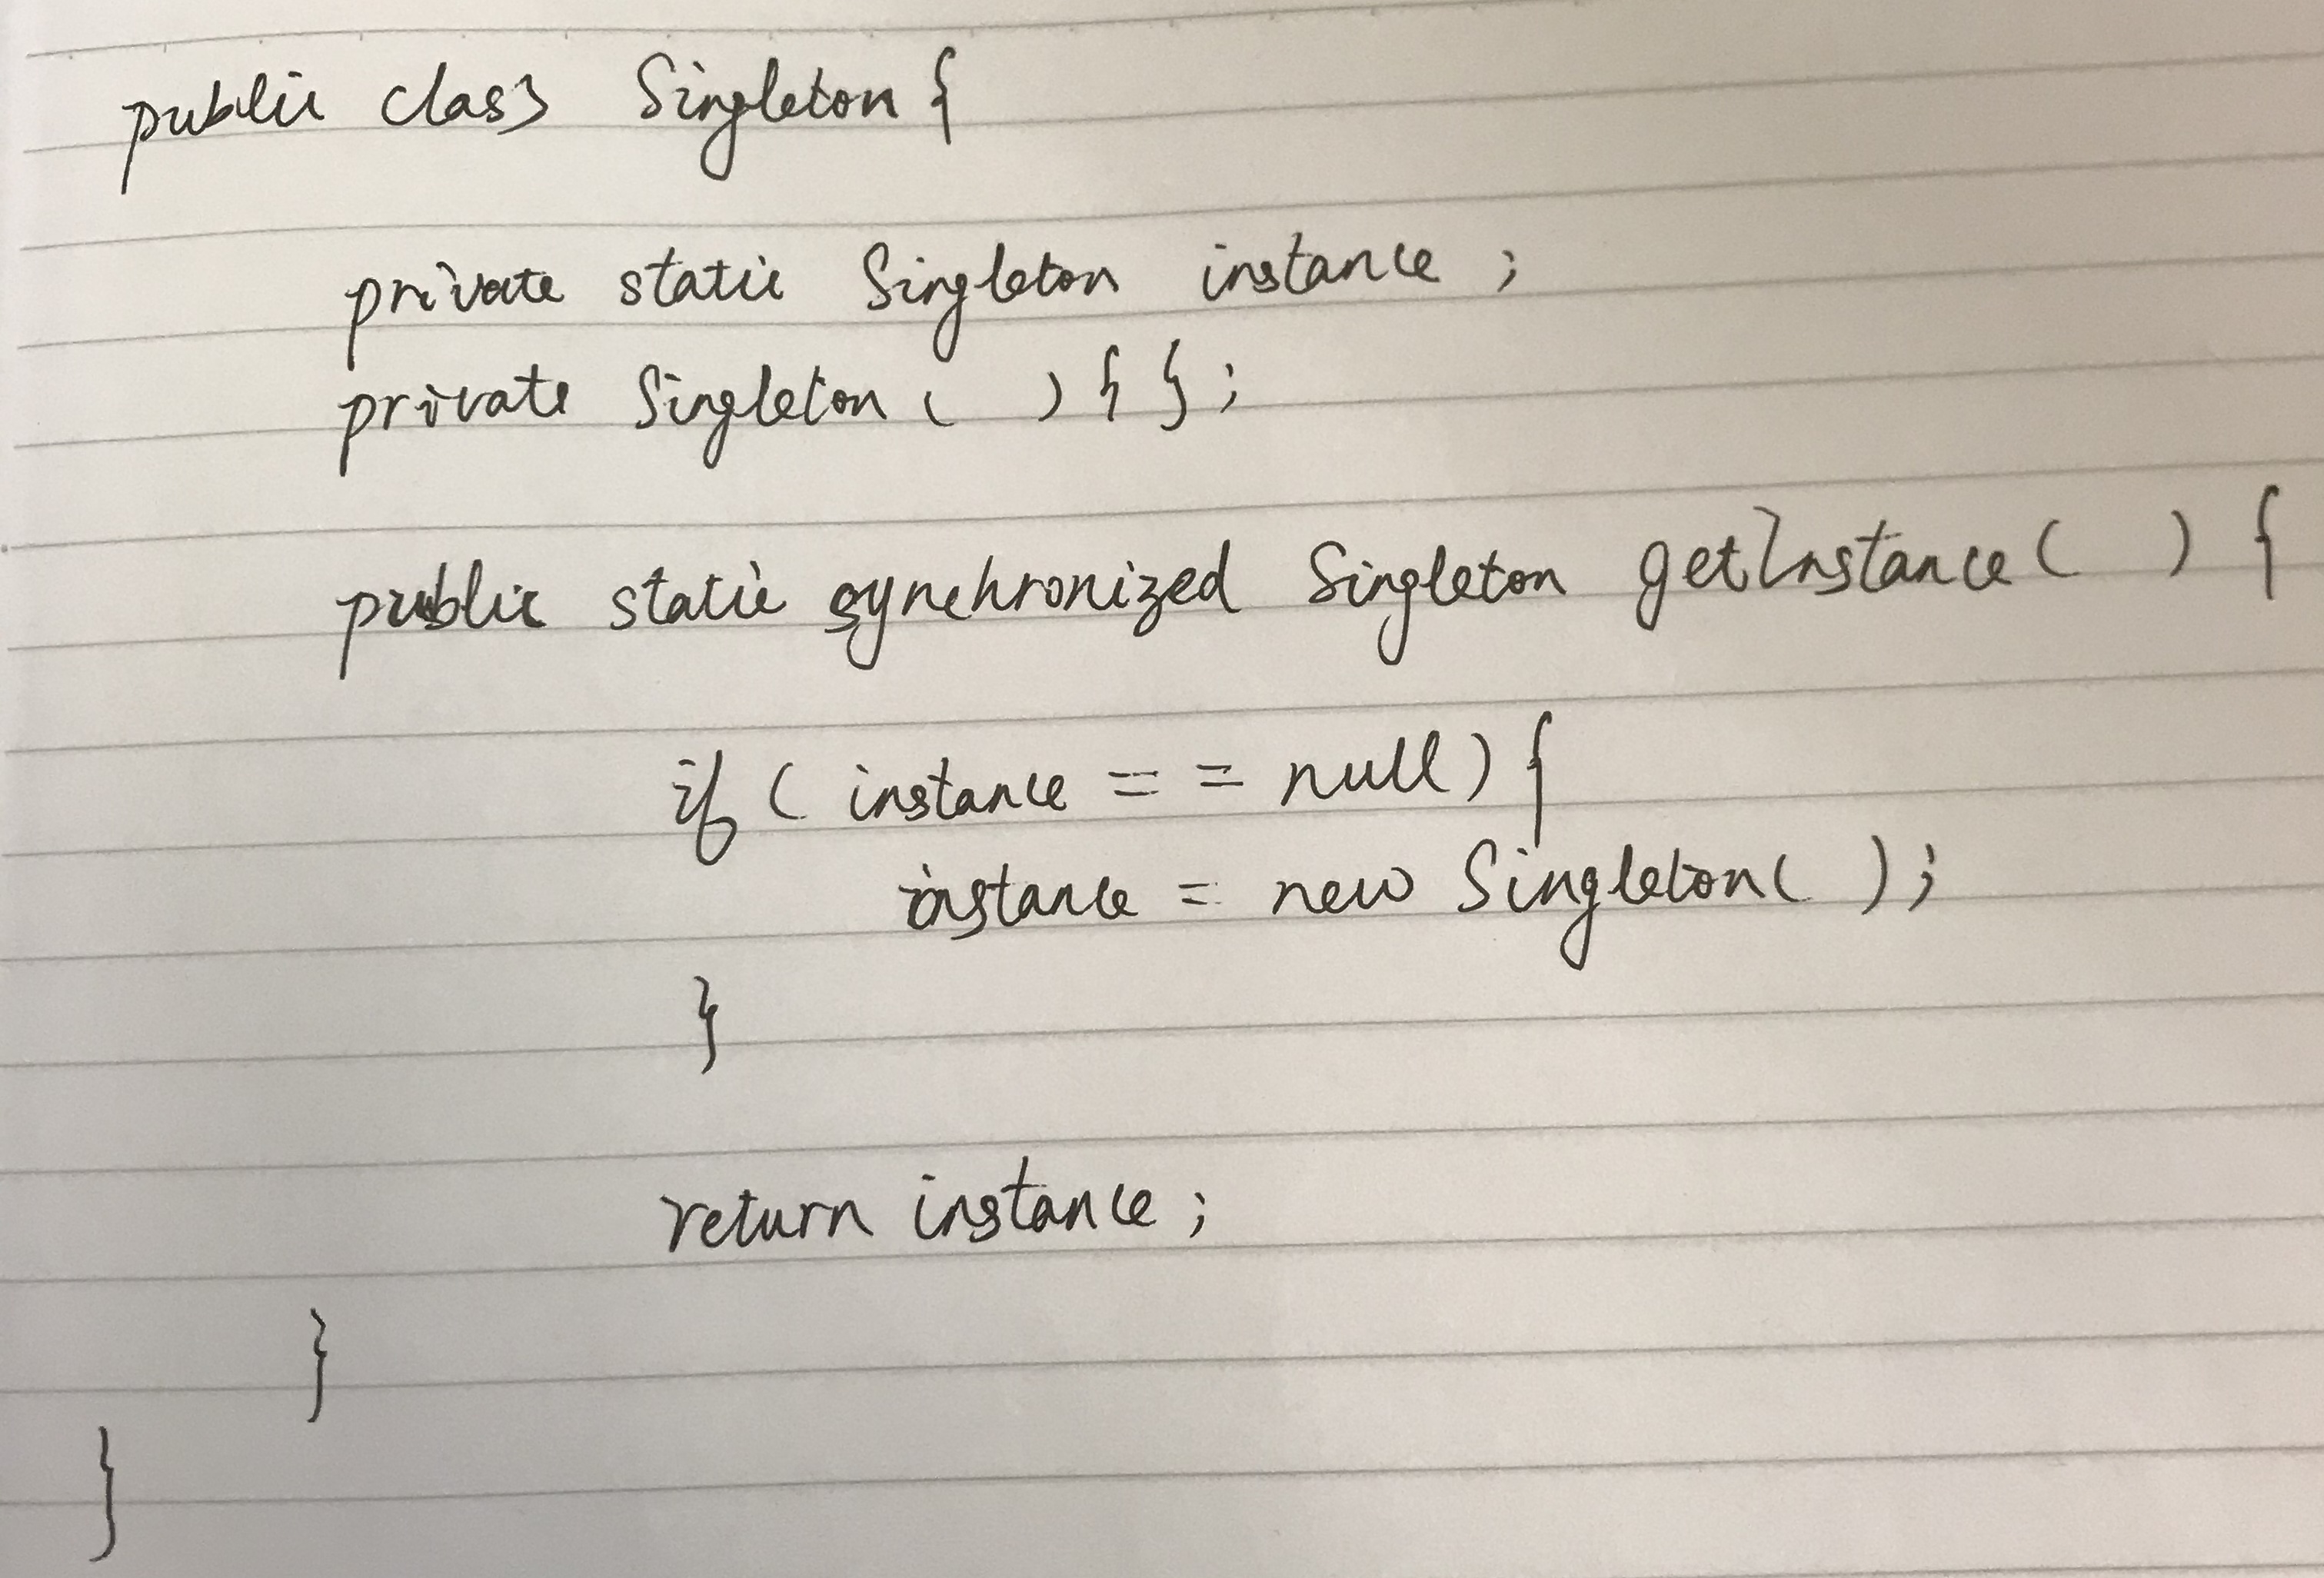 public class Singleton {
private static Singleton instance ;
private Singleton ( ) { } ;
public static synchronized Singleton getInstance ( ) {
if ( instance = = null ) {
instance = new Singleton ( ) ;
}
return instance ;
}
}